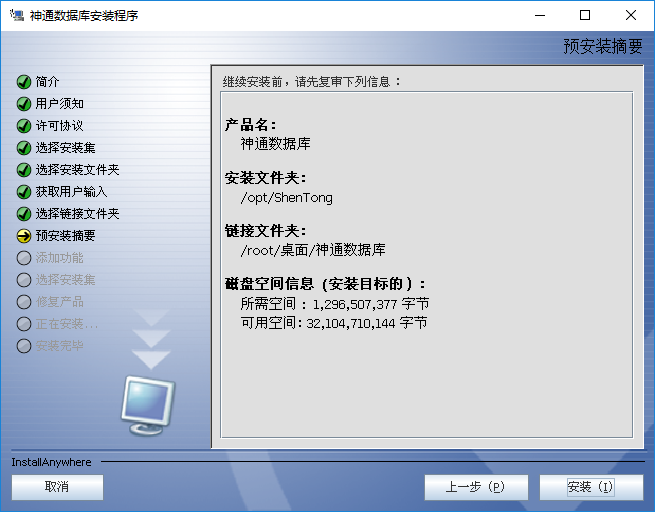 神通数据库安装程序
预安装摘要
简介
用户须知
许可协议
选择安装集
选择安装文件夹
获取用户输入
选择链接文件夹
预安装摘要
添加功能
选择安装集
修复产品
正在安装...
安装完毕
继续安装前，请先复审下列信息：
产品名：
神通数据库
安装文件夹：
/opt/ShenTong
链接文件夹：
/root/桌面/神通数据库
磁盘空间信息（安装目标的）：
所需空间：1,296,507,377 字节
可用空间：32,104,710,144 字节
InstallAnywhere
取消
上一步（P）
安装（I）